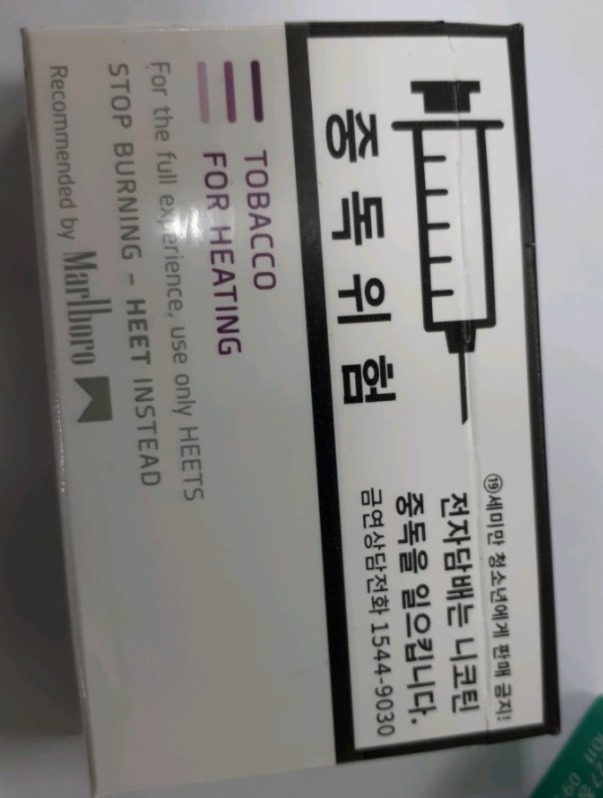 ⑲세미만 청소년에게 판매 금지!
중독위험
전자담배는 니코틴
중독을 일으킵니다.
금연상담전화 1544-9030
TOBACCO
FOR HEATING
For the full experience, use only HEETS
STOP BURNING – HEET INSTEAD
Recommended by Marlboro